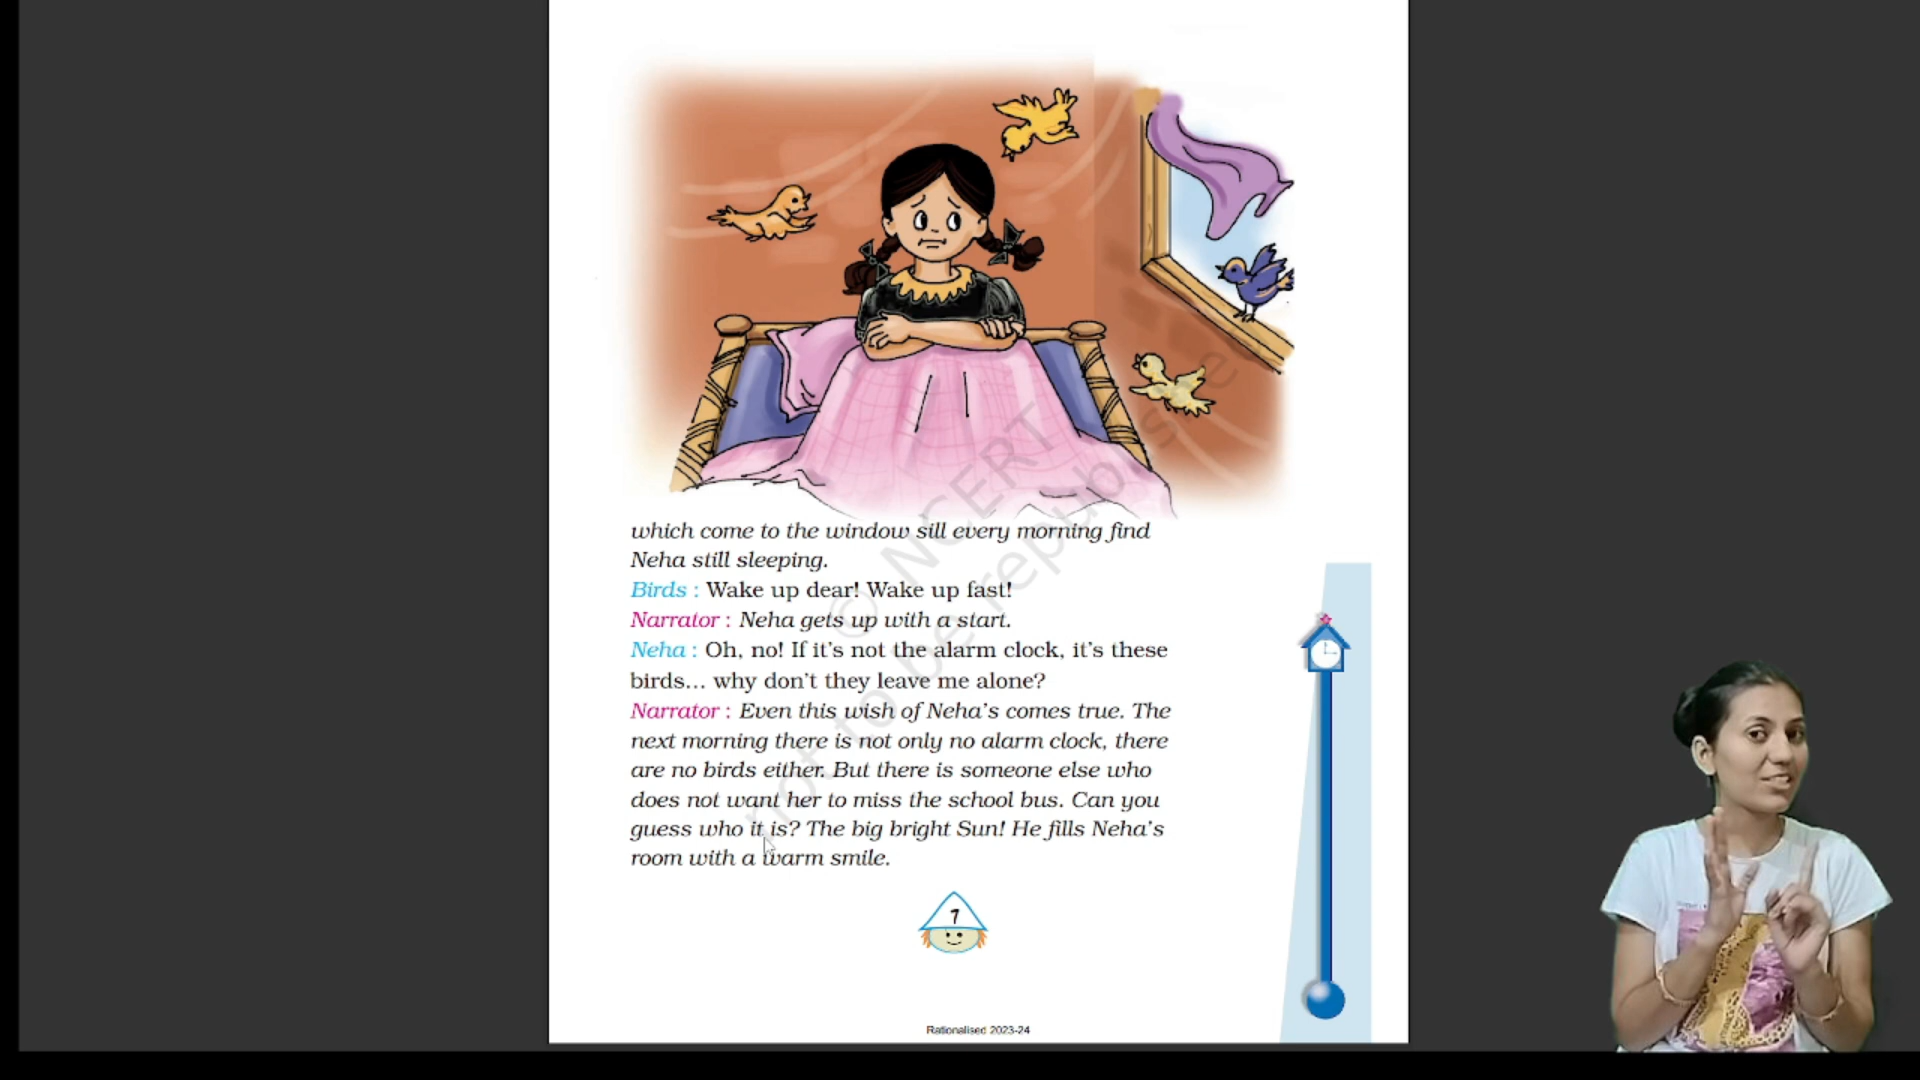 which come to the window sill every morning find
Neha still sleeping.
Birds : Wake up dear! Wake up fast!
Narrator : Neha gets up with a start.
Neha : Oh, no! If it's not the alarm clock, it's these
birds... why don't they leave me alone?
Narrator : Even this wish of Neha's comes true. The
next morning there is not only no alarm clock, there
are no birds either. But there is someone else who
does not want her to miss the school bus. Can you
guess who it is? The big bright Sun! He fills Neha's
room with a warm smile.
© NCERT
not to be republished
7
Rationalised 2023-24